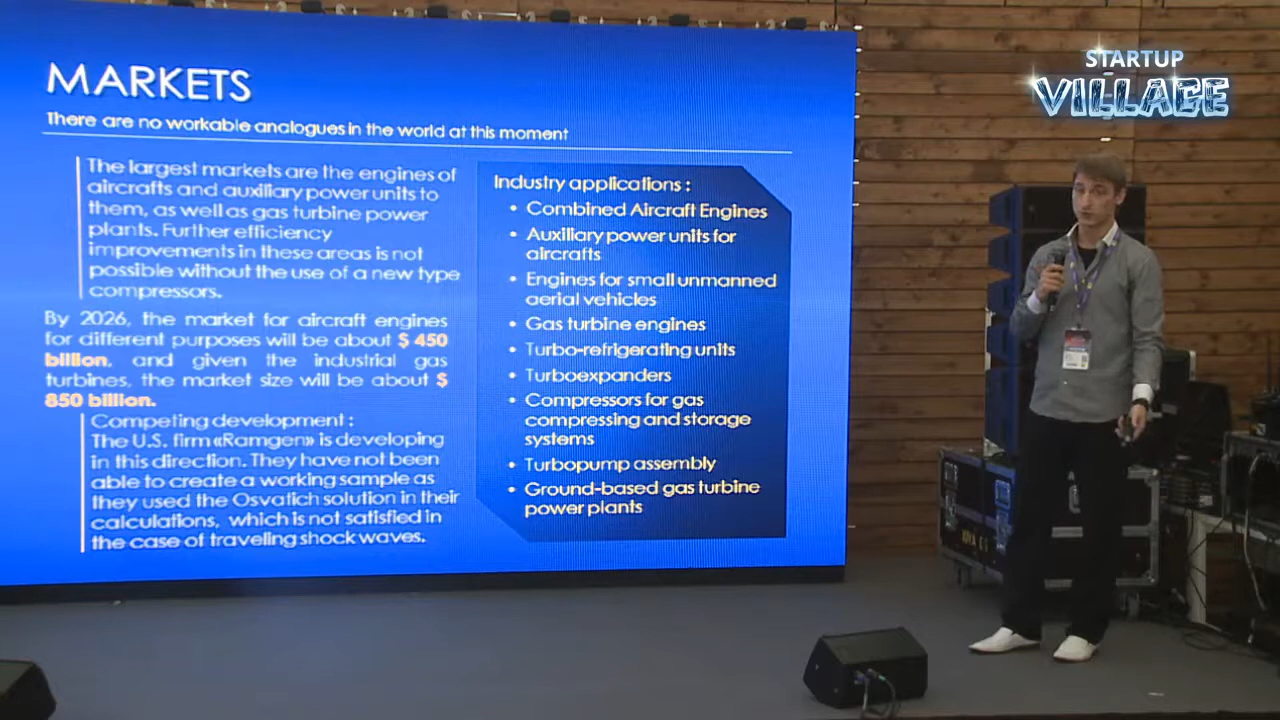 MARKETS
There are no workable analogues in the world at this moment
The largest markets are the engines of
aircrafts and auxiliary power units to
them, as well as gas turbine power
plants. Further efficiency
improvements in these areas is not
possible without the use of a new type
compressors.
By 2026, the market for aircraft engines
for different purposes will be about $ 450
billion, and given the industrial gas
turbines, the market size will be about $
850 billion.
Competing development :
The U.S. firm «Ramgen» is developing
in this direction. They have not been
able to create a working sample as
they used the Osvatich solution in their
calculations, which is not satisfied in
the case of traveling shock waves.
Industry applications :
• Combined Aircraft Engines
• Auxiliary power units for
aircrafts
• Engines for small unmanned
aerial vehicles
• Gas turbine engines
• Turbo-refrigerating units
• Turboexpanders
• Compressors for gas
compressing and storage
systems
• Turbopump assembly
• Ground-based gas turbine
power plants
STARTUP
VILLAGE